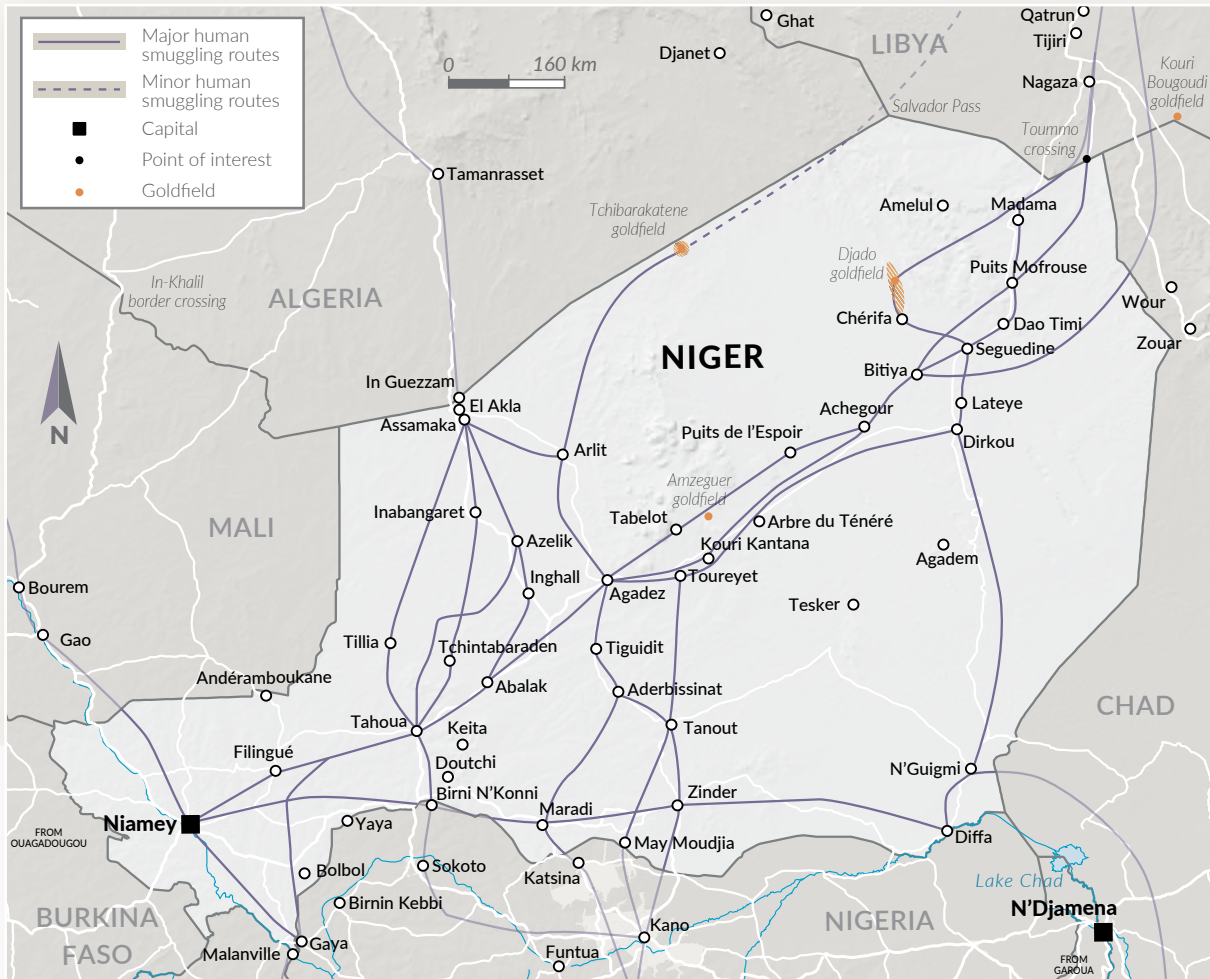 Major human
smuggling routes
Minor human
smuggling routes
Capital
Point of interest
Goldfield
0 160 km
N
Ghat
Djanet
LIBYA
Qatrun
Tijiri
Nagaza
Kouri
Bougoudi
goldfield
Salvador Pass
Toummo
crossing
Tamanrasset
Tchibarakatene
goldfield
Amelul
Madama
In-Khalil
border crossing
ALGERIA
Djado
goldfield
Puits Mofrouse
Wour
Zouar
Chérifa
Dao Timi
Seguedine
NIGER
Bitiya
In Guezzam
El Akla
Assamaka
Lateye
Achegour
Puits de l'Espoir
Dirkou
Arlit
Amzeguer
goldfield
Inabangaret
MALI
Tabelot
Arbre du Ténéré
Azelik
Kouri Kantana
Agadem
Inghall
Agadez
Toureyet
Bourem
Tesker
Gao
Tillia
Tchintabaraden
Tiguidit
Andéramboukane
Abalak
Aderbissinat
CHAD
Tahoua
Keita
Tanout
Filingué
Doutchi
N'Guigmi
Birni N'Konni
Maradi
Zinder
Niamey
FROM
OUAGADOUGOU
Yaya
May Moudjia
Diffa
Bolbol
Sokoto
Katsina
Lake Chad
Birnin Kebbi
N'Djamena
BURKINA
FASO
NIGERIA
Gaya
Malanville
Kano
Funtua
FROM
GAROUA